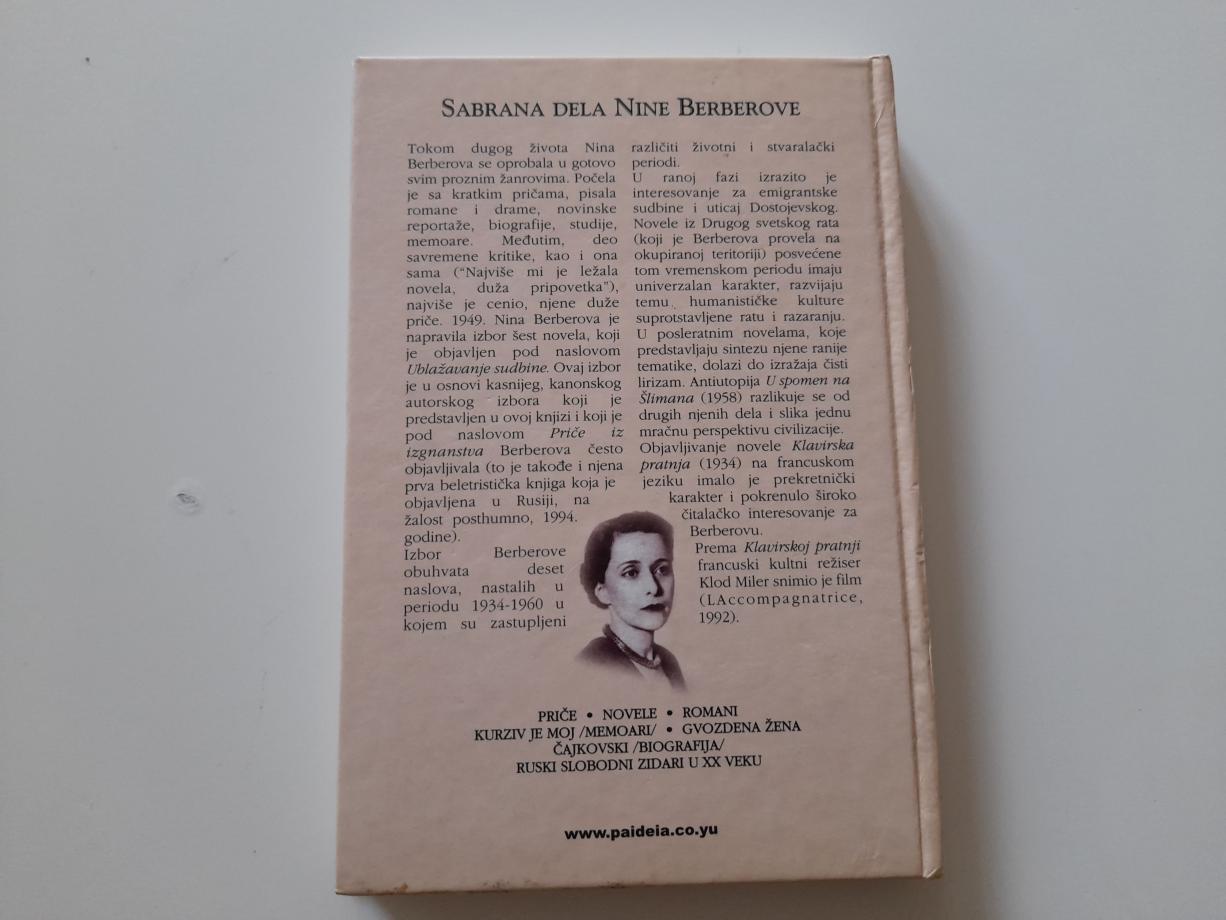 SABRANA DELA NINE BERBEROVE
Tokom dugog života Nina
Berberova se oprobala u gotovo
svim proznim žanrovima. Počela
je sa kratkim pričama, pisala
romane i drame, novinske
reportaže, biografije, studije,
memoare. Međutim, deo
savremene kritike, kao i ona
sama (“Najviše mi je ležala
novela, duža pripovetka”),
najviše je cenio, njene duže
priče. 1949. Nina Berberova je
napravila izbor šest novela, koji
je objavljen pod naslovom
Ublažavanje sudbine. Ovaj izbor
je u osnovi kasnijeg, kanonskog
autorskog izbora koji je
predstavljen u ovoj knjizi i koji je
pod naslovom Priče iz
izgnanstva Berberova često
objavljivala (to je takođe i njena
prva beletristička knjiga koja je
objavljena u Rusiji, na
žalost posthumno, 1994.
godine).
Izbor Berberove
obuhvata deset
naslova, nastalih u
periodu 1934-1960 u
kojem su zastupljeni
različiti životni i stvaralački
periodi.
U ranoj fazi izrazito je
interesovanje za emigrantske
sudbine i uticaj Dostojevskog.
Novele iz Drugog svetskog rata
(koji je Berberova provela na
okupiranoj teritoriji) posvećene
tom vremenskom periodu imaju
univerzalan karakter, razvijaju
temu humanističke kulture
suprotstavljene ratu i razaranju.
U posleratnim novelama, koje
predstavljaju sintezu njene ranije
tematike, dolazi do izražaja čisti
lirizam. Antiutopija U spomen na
Šlimana (1958) razlikuje se od
drugih njenih dela i slika jednu
mračnu perspektivu civilizacije.
Objavljivanje novele Klavirska
pratnja (1934) na francuskom
jeziku imalo je prekretnički
karakter i pokrenulo široko
čitalačko interesovanje za
Berberovu.
Prema Klavirskoj pratnji
francuski kultni režiser
Klod Miler snimio je film
(LAccompagnatrice,
1992).
PRIČE • NOVELE • ROMANI
KURZIV JE MOJ /MEMOARI/ • GVOZDENA ŽENA
ČAJKOVSKI /BIOGRAFIJA/
RUSKI SLOBODNI ZIDARI U XX VEKU
www.paideia.co.yu